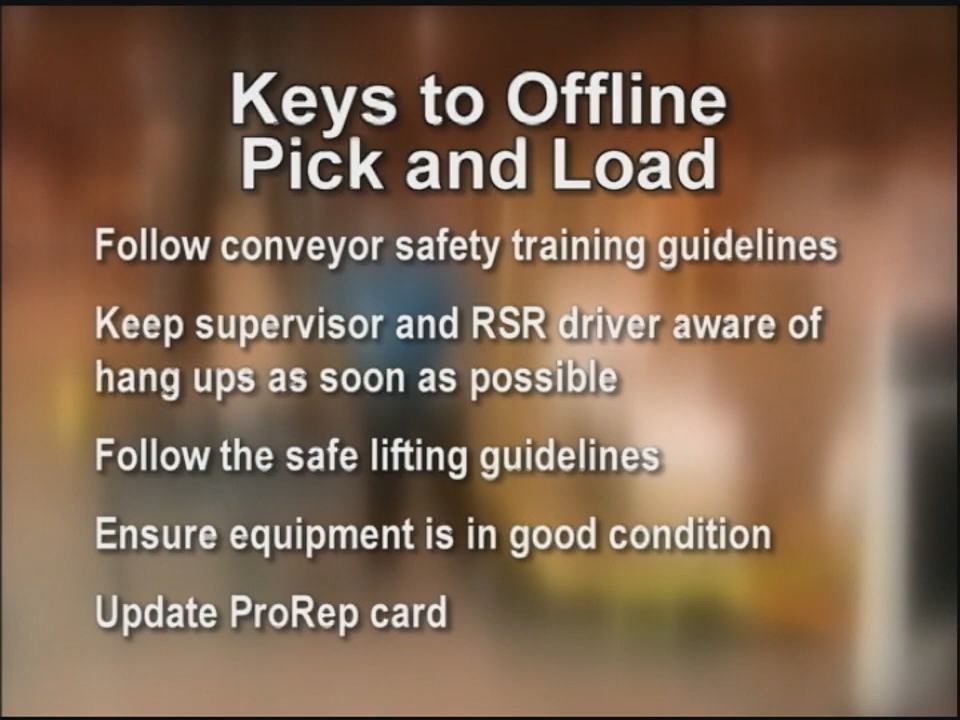 Keys to Offline
Pick and Load
Follow conveyor safety training guidelines
Keep supervisor and RSR driver aware of
hang ups as soon as possible
Follow the safe lifting guidelines
Ensure equipment is in good condition
Update ProRep card